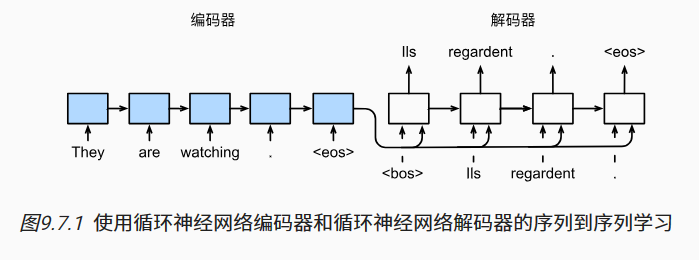 编码器 解码器
lls regardent . <eos>
They are watching . <eos>
<bos> lls regardent .
图9.7.1 使用循环神经网络编码器和循环神经网络解码器的序列到序列学习